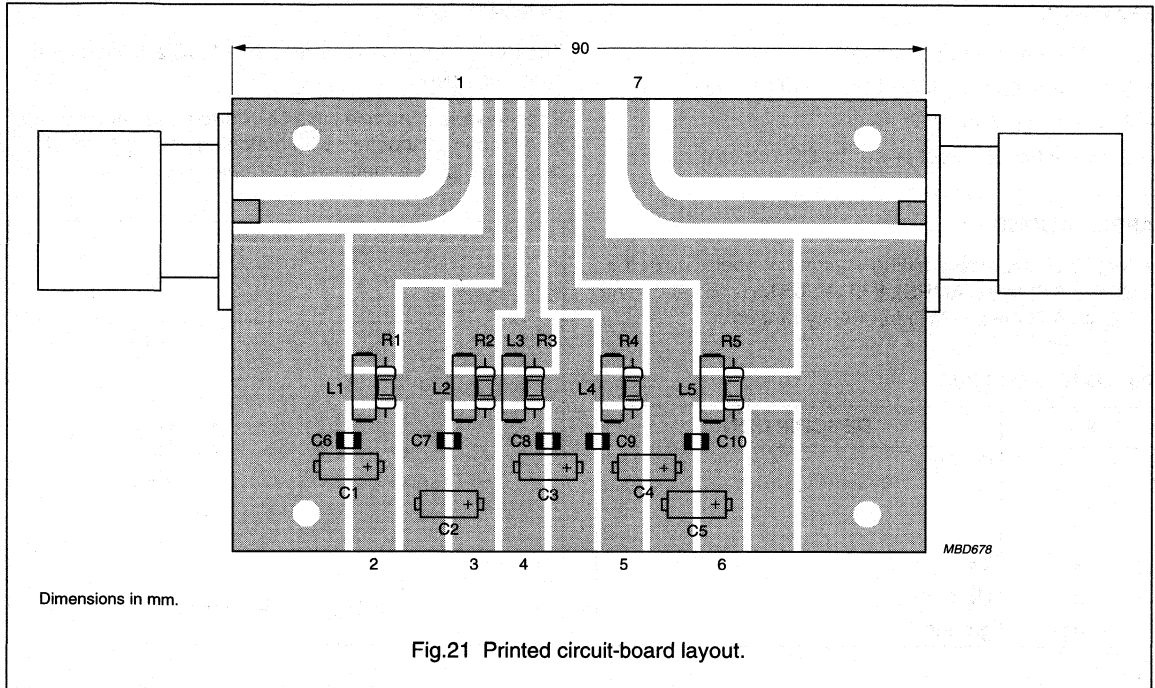 90
1 7
R1 R2 L3 R3 R4 R5
L1 L2 L4 L5
C6 C7 C8 C9 C10
C1 C3 C4
C2 C5
MBD678
2 3 4 5 6
Dimensions in mm.
Fig.21 Printed circuit-board layout.